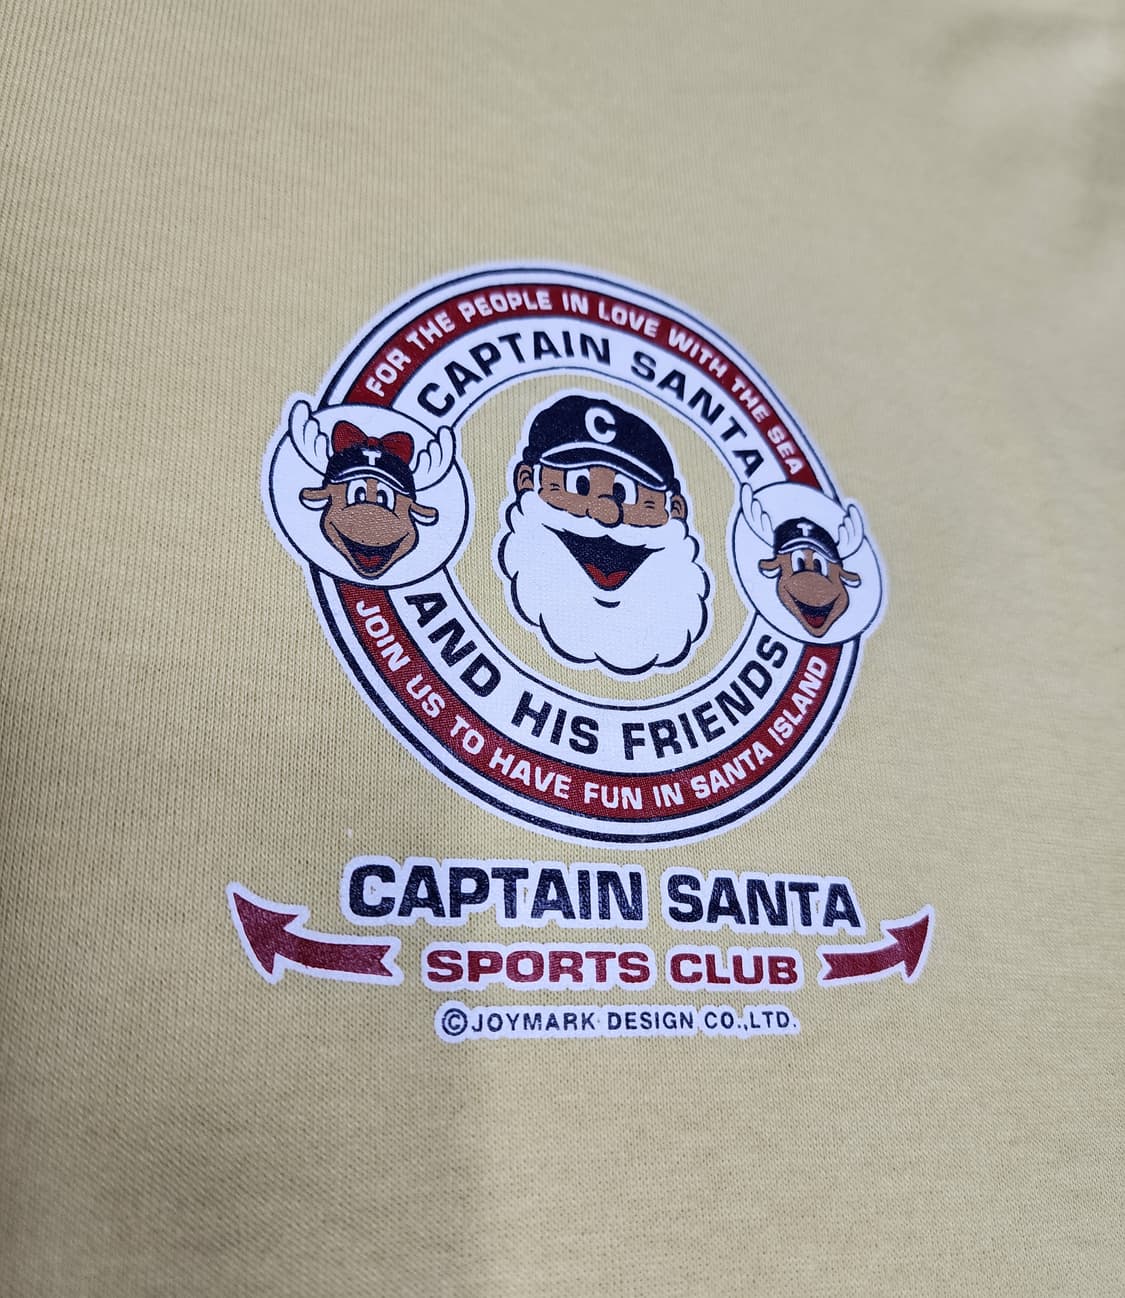 FOR THE PEOPLE IN LOVE WITH THE SEA
CAPTAIN SANTA
C
T
T
AND HIS FRIENDS
JOIN US TO HAVE FUN IN SANTA ISLAND
CAPTAIN SANTA
SPORTS CLUB
©JOYMARK DESIGN CO.,LTD.